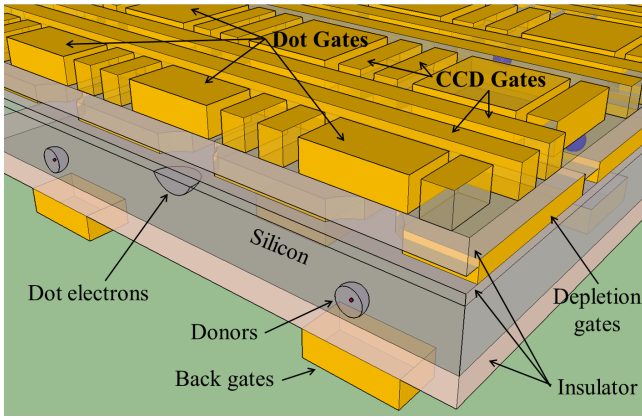 Dot Gates
CCD Gates
Silicon
Dot electrons
Donors
Back gates
Depletion
gates
Insulator